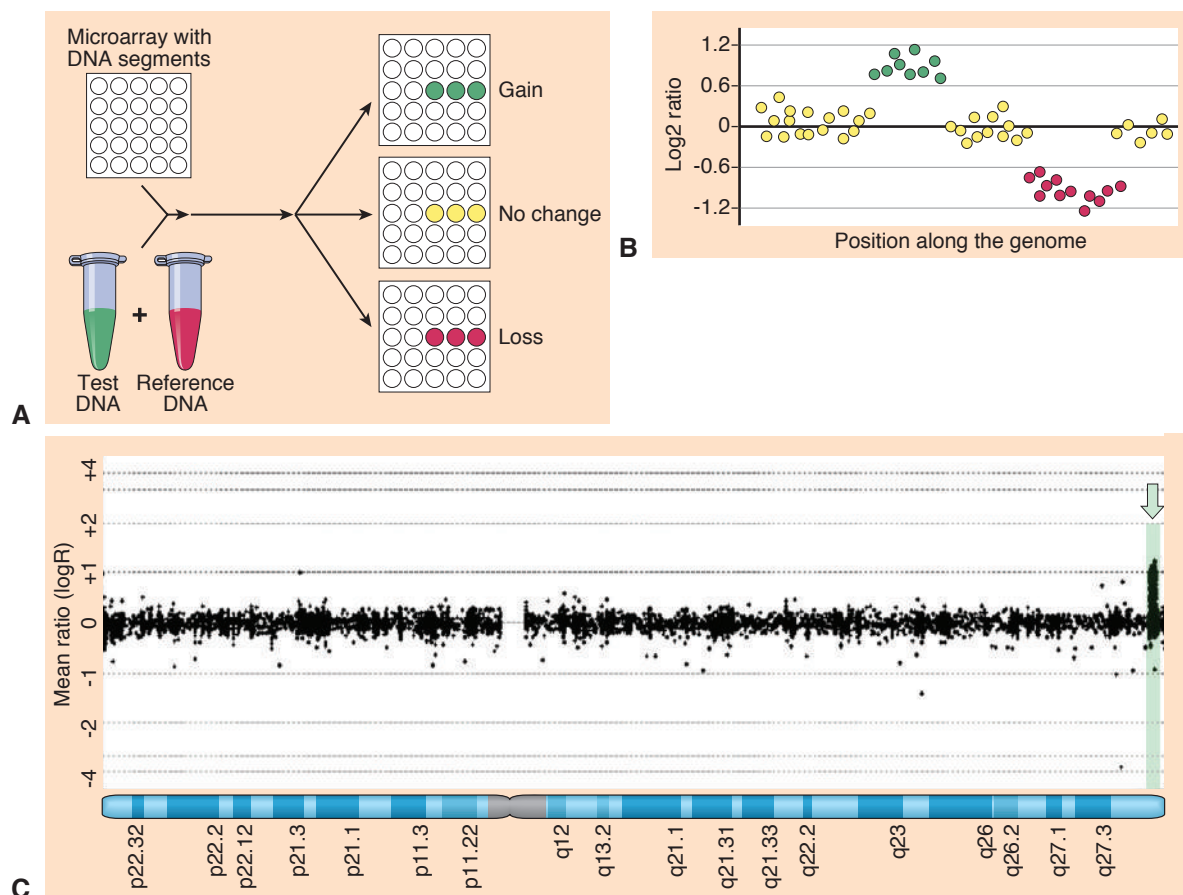 Microarray with
DNA segments
Gain
No change
Loss
+
Test
DNA
Reference
DNA
A
1.2
0.6
0
-0.6
-1.2
Log2 ratio
Position along the genome
B
+4
+2
+1
0
-1
-2
-4
Mean ratio (logR)
p22.32
p22.2
p22.12
p21.3
p21.1
p11.3
p11.22
q12
q13.2
q21.1
q21.31
q21.33
q22.2
q23
q26
q26.2
q27.1
q27.3
C